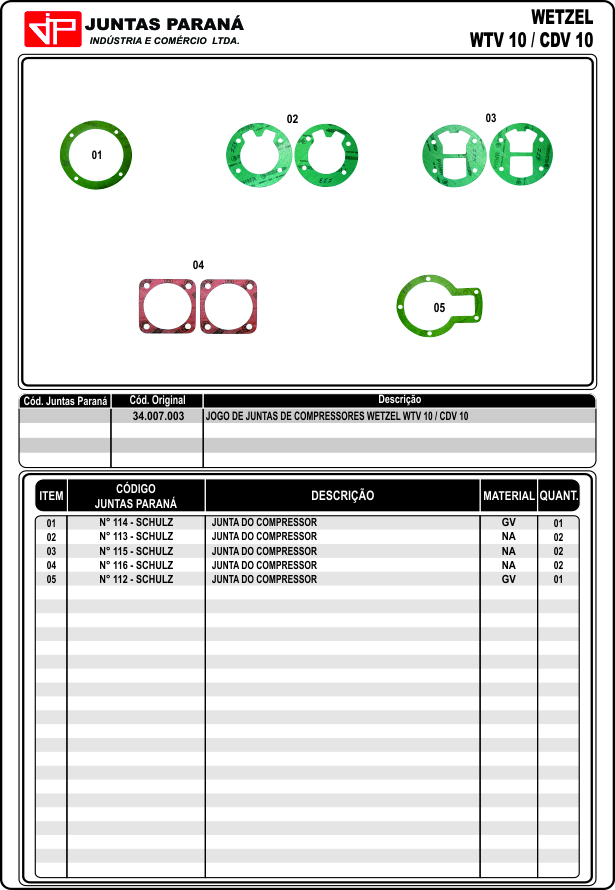 JP JUNTAS PARANÁ
INDÚSTRIA E COMÉRCIO LTDA.
WETZEL
WTV 10 / CDV 10
01
02
03
04
05
Cód. Juntas Paraná Cód. Original Descrição
34.007.003 JOGO DE JUNTAS DE COMPRESSORES WETZEL WTV 10 / CDV 10
ITEM CÓDIGO JUNTAS PARANÁ DESCRIÇÃO MATERIAL QUANT.
01 N° 114 - SCHULZ JUNTA DO COMPRESSOR GV 01
02 N° 113 - SCHULZ JUNTA DO COMPRESSOR NA 02
03 N° 115 - SCHULZ JUNTA DO COMPRESSOR NA 02
04 N° 116 - SCHULZ JUNTA DO COMPRESSOR NA 02
05 N° 112 - SCHULZ JUNTA DO COMPRESSOR GV 01